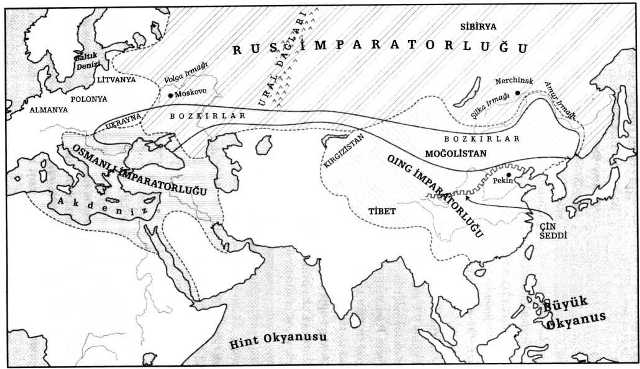 SİBİRYA
RUS İMPARATORLUĞU
URAL DAĞLARI
Baltık
Denizi
LİTVANYA
Volga Irmağı
Moskova
POLONYA
ALMANYA
UKRAYNA
BOZKIRLAR
Nerchinsk
Şilka Irmağı
Amur Irmağı
BOZKIRLAR
KIRGIZİSTAN
MOĞOLİSTAN
OSMANLI İMPARATORLUĞU
QING İMPARATORLUĞU
Pekin
Akdeniz
TİBET
ÇİN
SEDDİ
Büyük
Okyanus
Hint Okyanusu